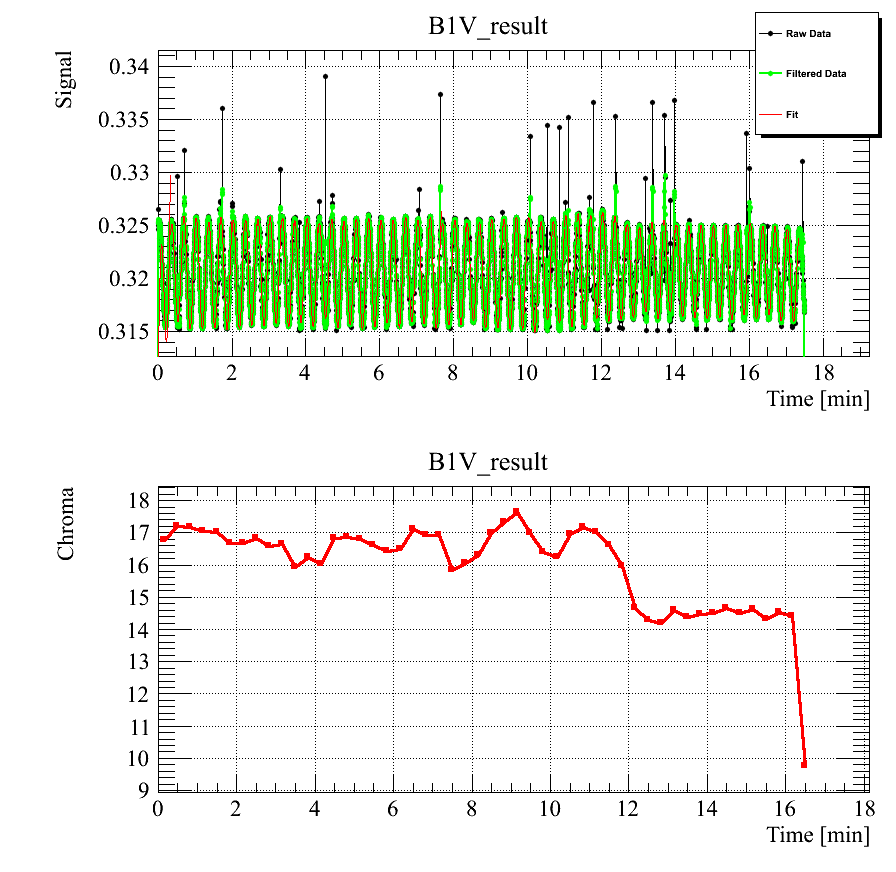 B1V_result
Raw Data
Filtered Data
Fit
Signal
0.34
0.335
0.33
0.325
0.32
0.315
0 2 4 6 8 10 12 14 16 18
Time [min]
B1V_result
Chroma
18
17
16
15
14
13
12
11
10
9
0 2 4 6 8 10 12 14 16 18
Time [min]